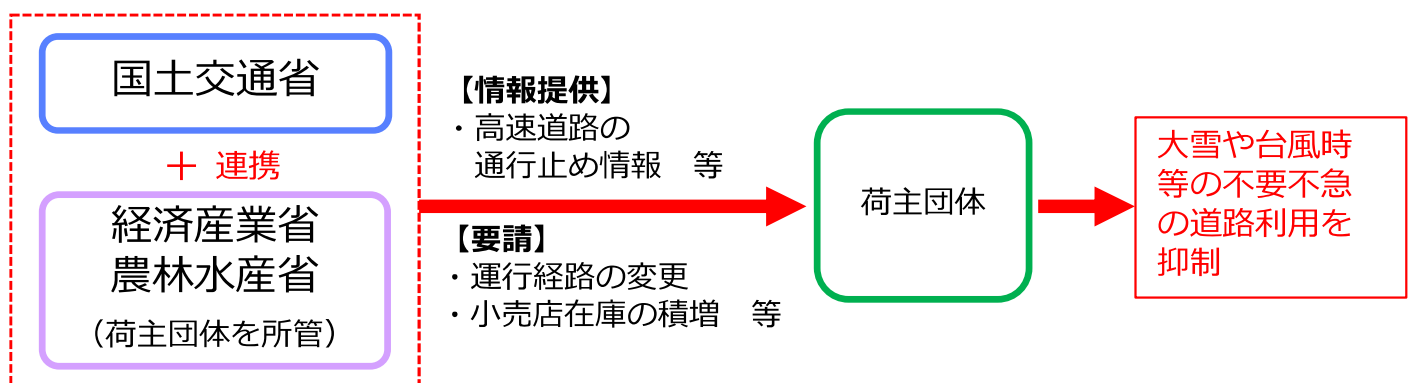 国土交通省
＋ 連携
経済産業省
農林水産省
（荷主団体を所管）
【情報提供】
・高速道路の
通行止め情報　等
【要請】
・運行経路の変更
・小売店在庫の積増　等
荷主団体
大雪や台風時
等の不要不急
の道路利用を
抑制